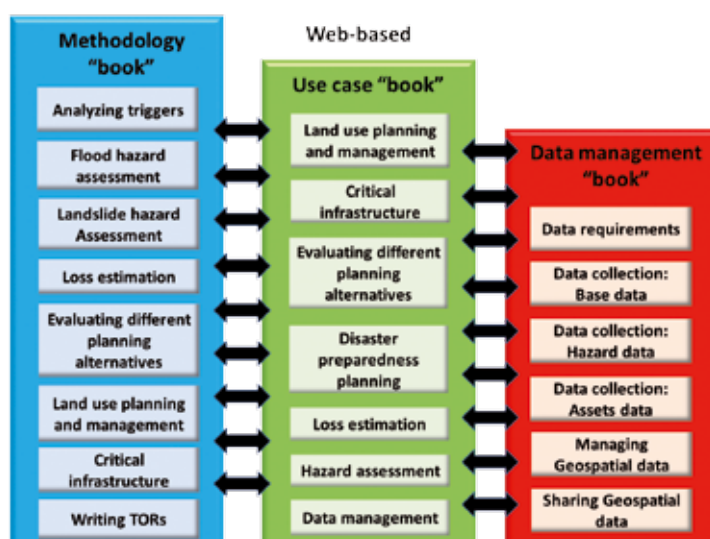 Web-based
Methodology
“book”
Analyzing triggers
Flood hazard
assessment
Landslide hazard
Assessment
Loss estimation
Evaluating different
planning
alternatives
Land use planning
and management
Critical
infrastructure
Writing TORs
Use case “book”
Land use planning
and management
Critical
infrastructure
Evaluating different
planning
alternatives
Disaster
preparedness
planning
Loss estimation
Hazard assessment
Data management
Data management
“book”
Data requirements
Data collection:
Base data
Data collection:
Hazard data
Data collection:
Assets data
Managing
Geospatial data
Sharing Geospatial
data